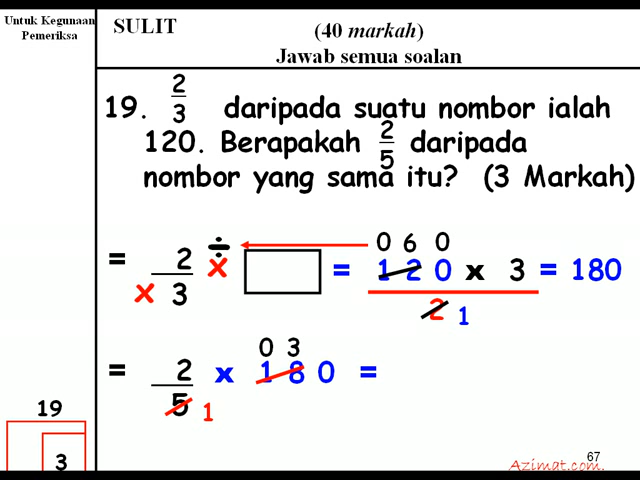 Untuk Kegunaan
Pemeriksa
SULIT
(40 markah)
Jawab semua soalan
19. 2/3 daripada suatu nombor ialah
120. Berapakah 2/5 daripada
nombor yang sama itu? (3 Markah)
÷ 0 6 0
= 2/3 x x = 120 x 3 = 180
2 1
0 3
= 2/5 x 180 =
1
19
3
67
Azimat.com.